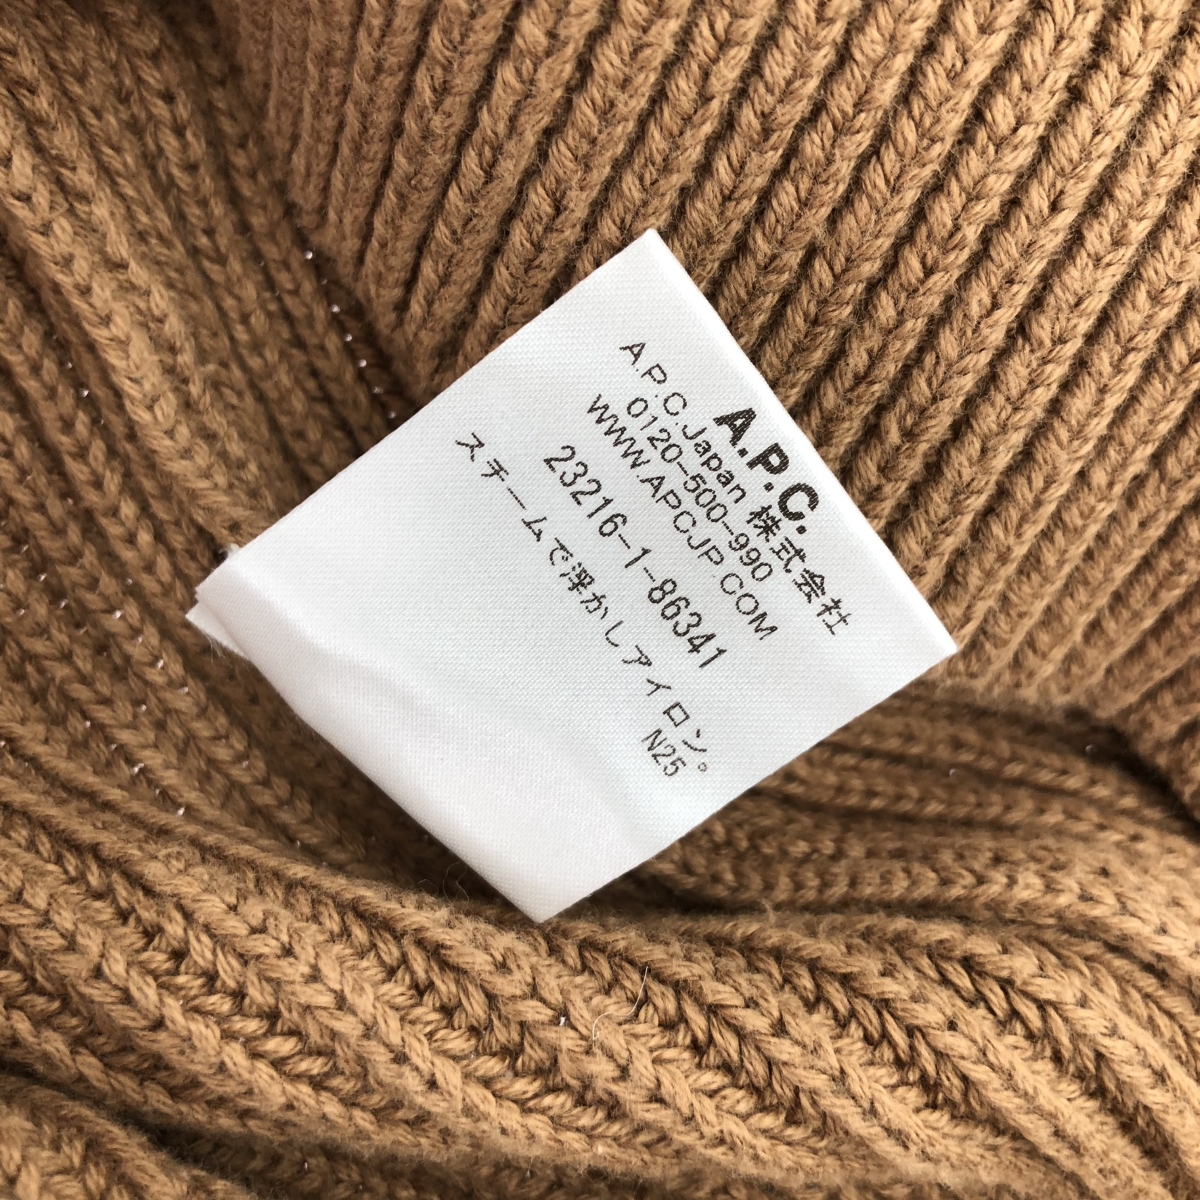 A.P.C.
A.P.C.Japan 株式会社
0120-500-990
WWW.APCJP.COM
23216-1-86341
スチームで浮かしアイロン。
N25